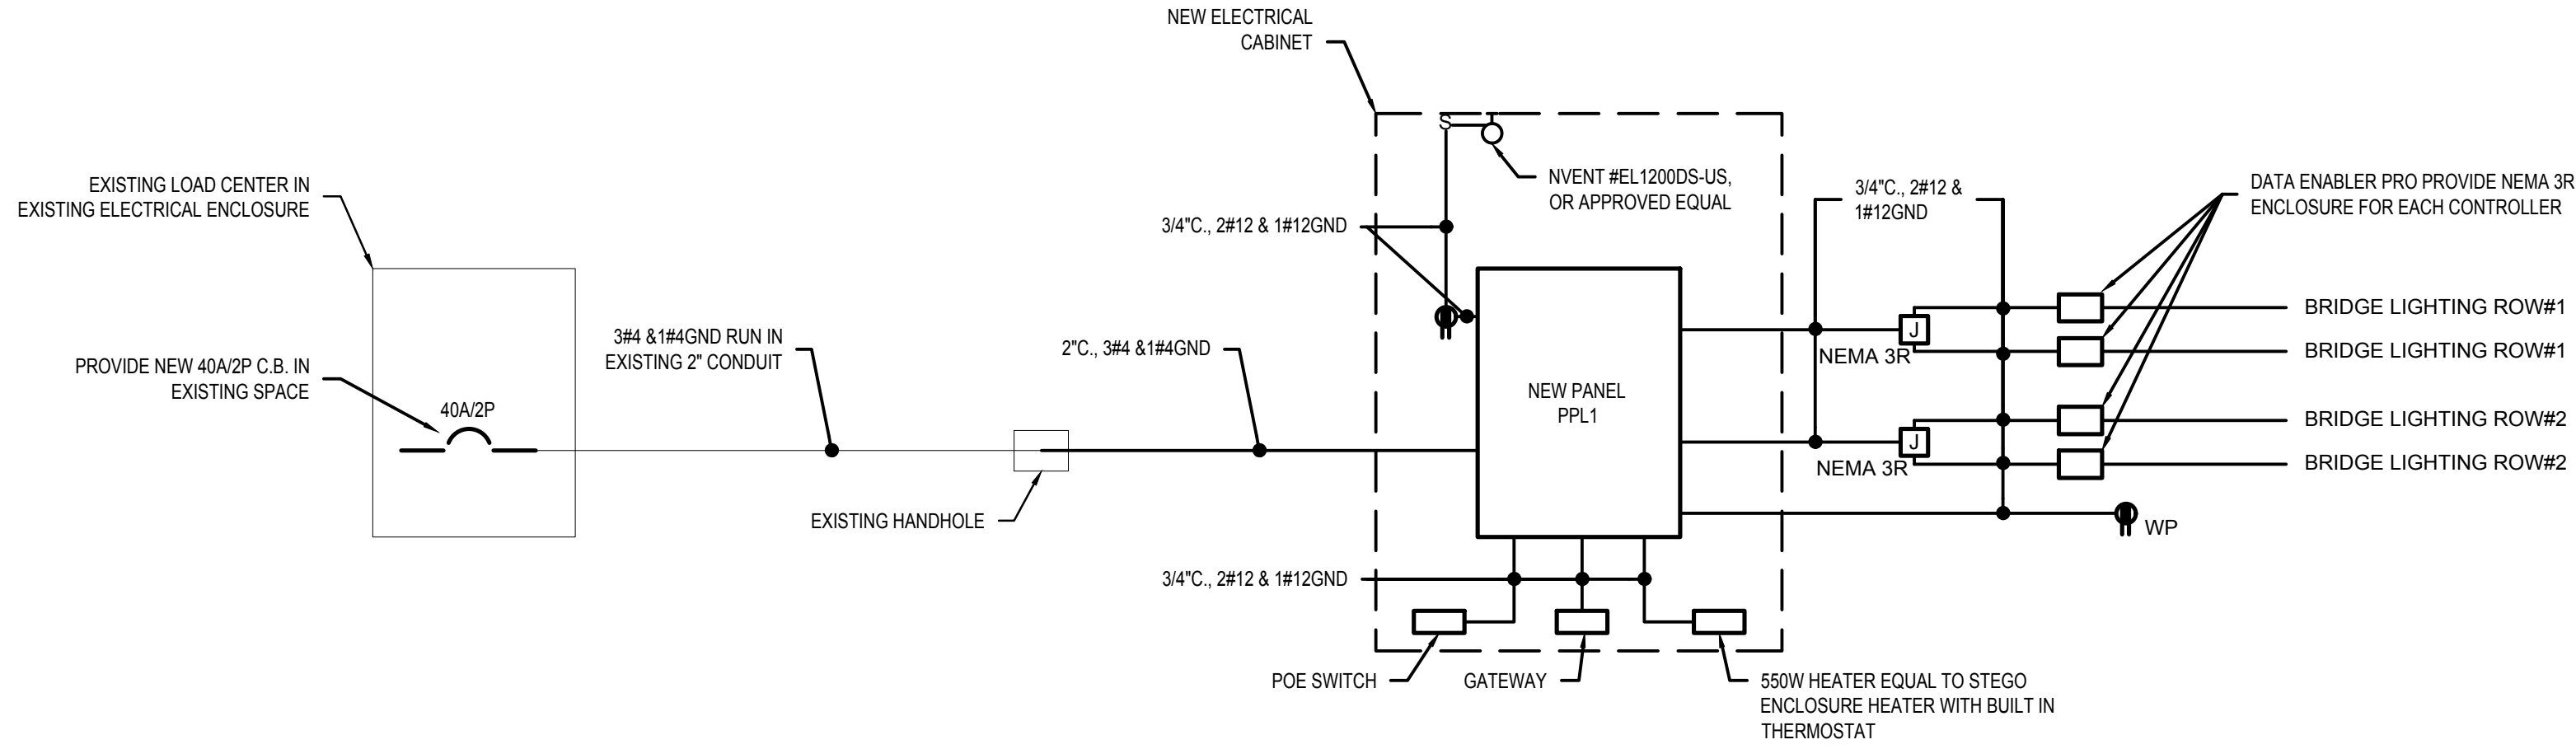 NEW ELECTRICAL
CABINET
EXISTING LOAD CENTER IN
EXISTING ELECTRICAL ENCLOSURE
S
NVENT #EL1200DS-US,
OR APPROVED EQUAL
3/4"C., 2#12 &
1#12GND
DATA ENABLER PRO PROVIDE NEMA 3R
ENCLOSURE FOR EACH CONTROLLER
3/4"C., 2#12 & 1#12GND
PROVIDE NEW 40A/2P C.B. IN
EXISTING SPACE
40A/2P
3#4 &1#4GND RUN IN
EXISTING 2" CONDUIT
2"C., 3#4 &1#4GND
NEW PANEL
PPL1
J
NEMA 3R
J
NEMA 3R
BRIDGE LIGHTING ROW#1
BRIDGE LIGHTING ROW#1
BRIDGE LIGHTING ROW#2
BRIDGE LIGHTING ROW#2
WP
EXISTING HANDHOLE
3/4"C., 2#12 & 1#12GND
POE SWITCH
GATEWAY
550W HEATER EQUAL TO STEGO
ENCLOSURE HEATER WITH BUILT IN
THERMOSTAT